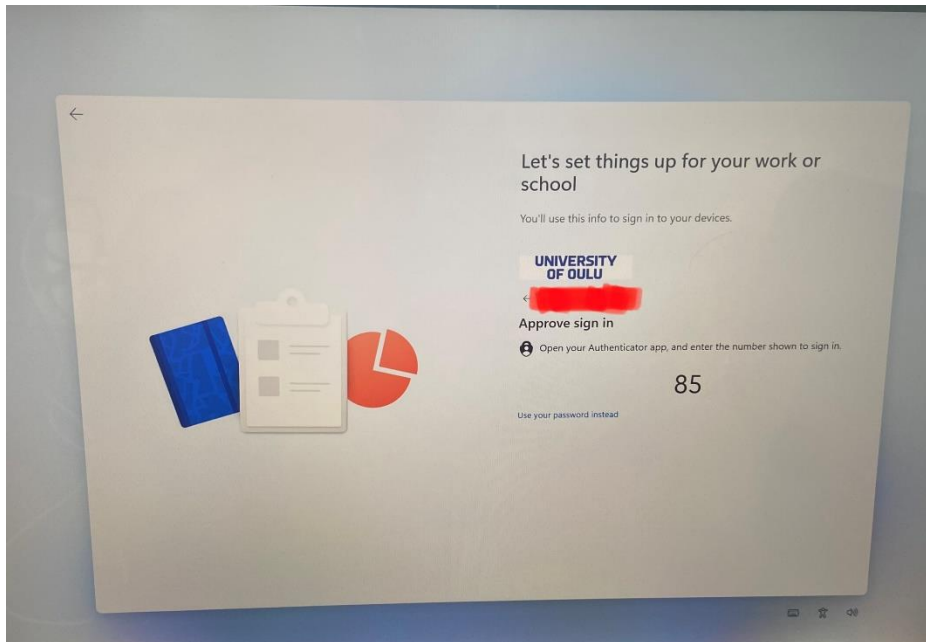 Let's set things up for your work or
school
You'll use this info to sign in to your devices.
UNIVERSITY
OF OULU
Approve sign in
Open your Authenticator app, and enter the number shown to sign in.
85
Use your password instead